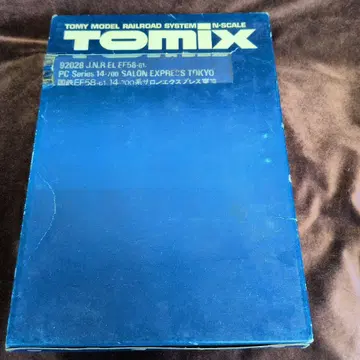 TOMY MODEL RAILROAD SYSTEM N-SCALE
TOMIX
92028 J.N.R EL EF58-61
PC Series 14-700 SALON EXPRESS TOKYO
国鉄EF58-61、14-700系サロンエクスプレス東京